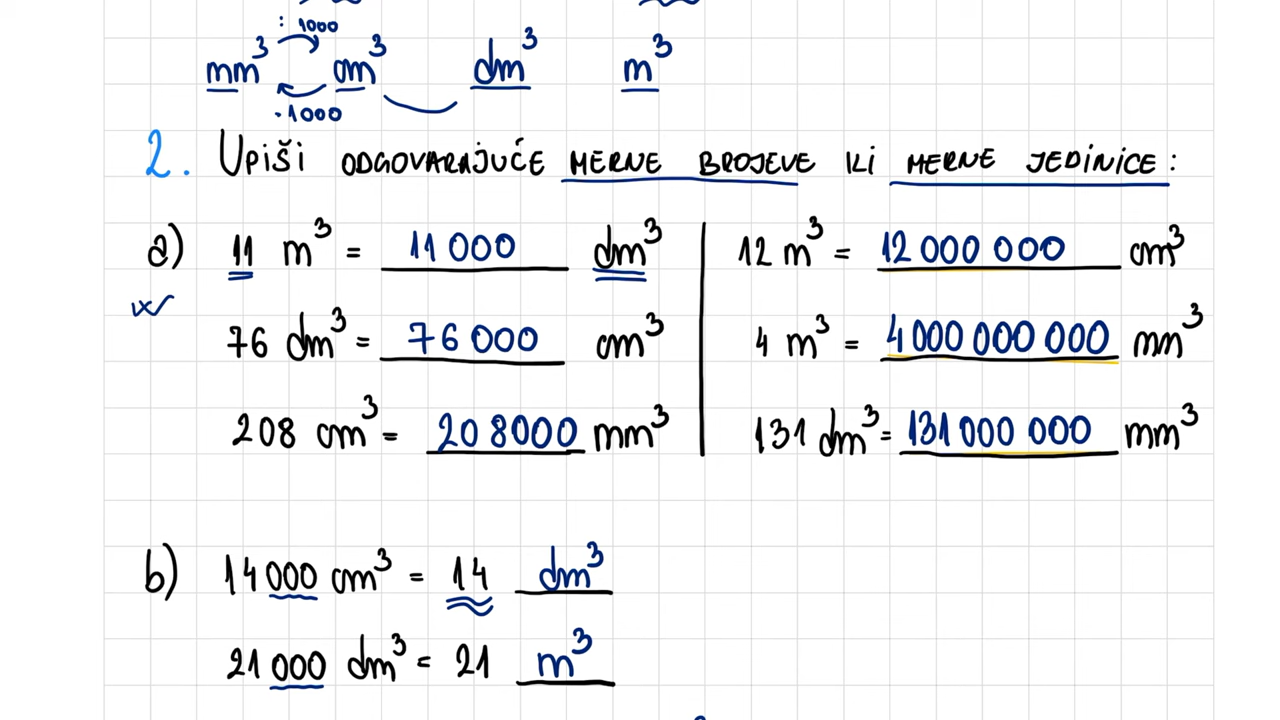 : 1000
mm³ cm³ dm³ m³
· 1000
2. Upiši odgovarajuće merne brojeve ili merne jedinice:
a) 11 m³ = 11 000 dm³
76 dm³ = 76 000 cm³
208 cm³ = 208000 mm³
12 m³ = 12 000 000 cm³
4 m³ = 4 000 000 000 mm³
131 dm³ = 131 000 000 mm³
b) 14 000 cm³ = 14 dm³
21 000 dm³ = 21 m³